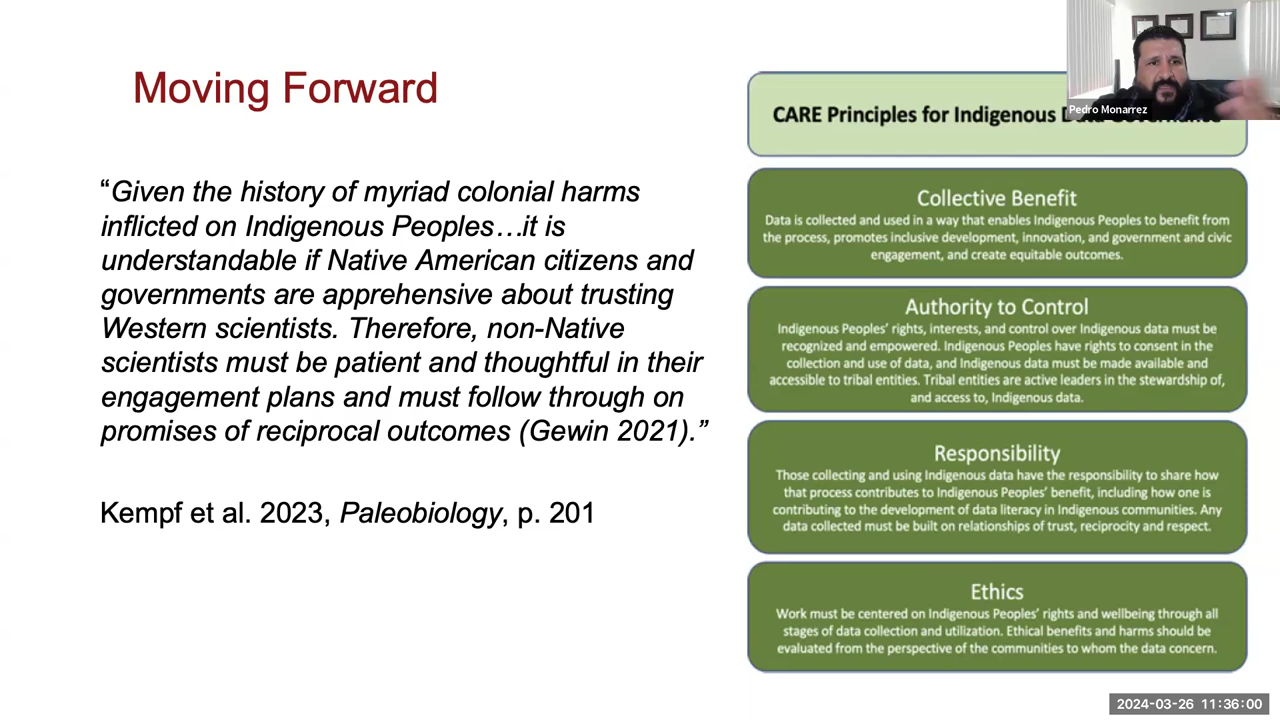 Moving Forward
“Given the history of myriad colonial harms
inflicted on Indigenous Peoples…it is
understandable if Native American citizens and
governments are apprehensive about trusting
Western scientists. Therefore, non-Native
scientists must be patient and thoughtful in their
engagement plans and must follow through on
promises of reciprocal outcomes (Gewin 2021).”
Kempf et al. 2023, Paleobiology, p. 201
CARE Principles for Indigenous
Pedro Monarrez
Collective Benefit
Data is collected and used in a way that enables Indigenous Peoples to benefit from
the process, promotes inclusive development, innovation, and government and civic
engagement, and create equitable outcomes.
Authority to Control
Indigenous Peoples’ rights, interests, and control over Indigenous data must be
recognized and empowered. Indigenous Peoples have rights to consent in the
collection and use of data, and Indigenous data must be made available and
accessible to tribal entities. Tribal entities are active leaders in the stewardship of,
and access to, Indigenous data.
Responsibility
Those collecting and using Indigenous data have the responsibility to share how
that process contributes to Indigenous Peoples’ benefit, including how one is
contributing to the development of data literacy in Indigenous communities. Any
data collected must be built on relationships of trust, reciprocity and respect.
Ethics
Work must be centered on Indigenous Peoples’ rights and wellbeing through all
stages of data collection and utilization. Ethical benefits and harms should be
evaluated from the perspective of the communities to whom the data concern.
2024-03-26 11:36:00